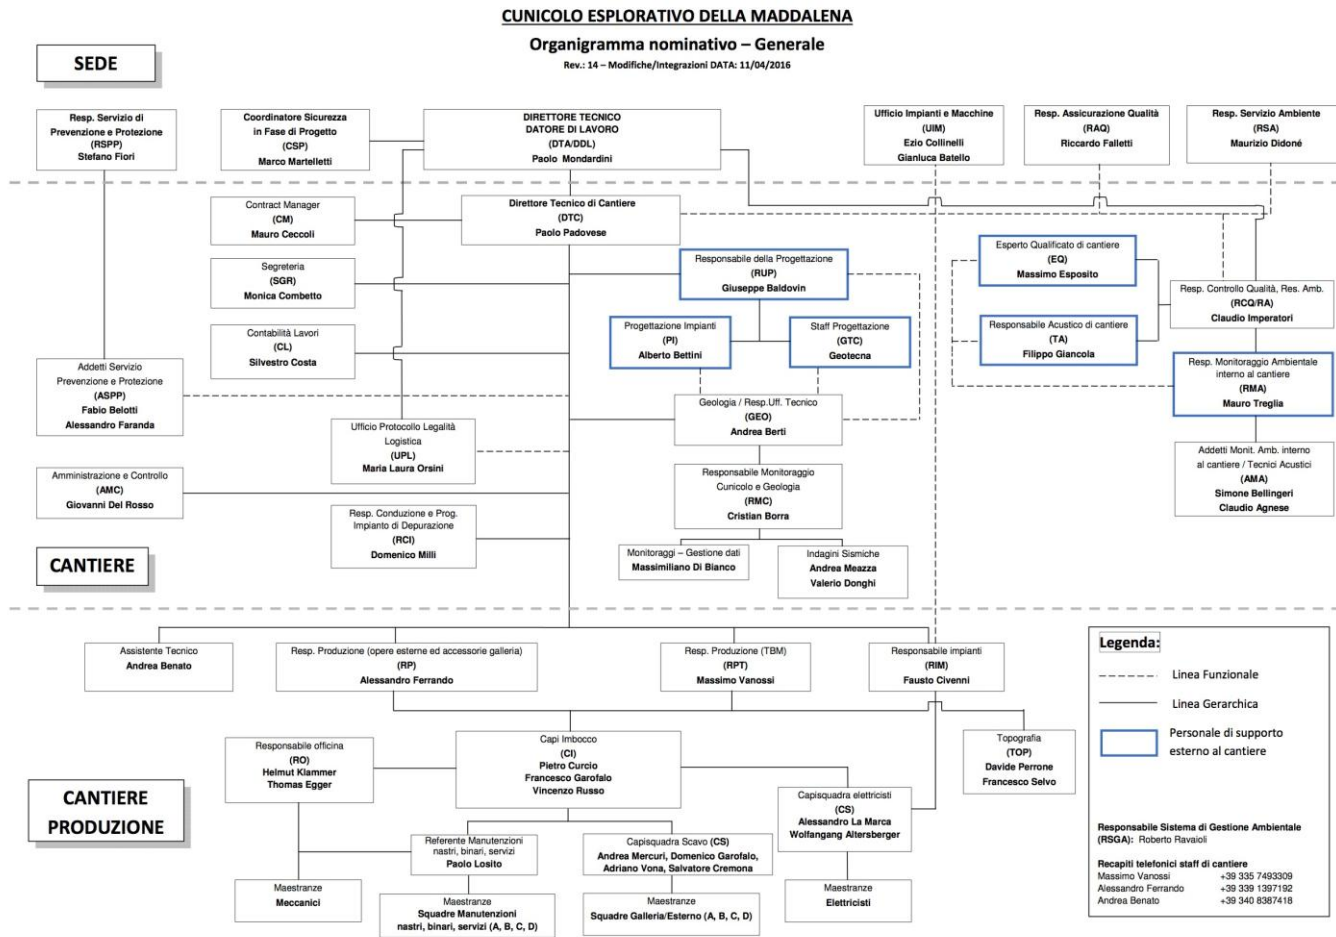 CUNICOLO ESPLORATIVO DELLA MADDALENA
Organigramma nominativo – Generale
Rev.: 14 – Modifiche/Integrazioni DATA: 11/04/2016
SEDE
Resp. Servizio di
Prevenzione e Protezione
(RSPP)
Stefano Fiori
Coordinatore Sicurezza
in Fase di Progetto
(CSP)
Marco Martelletti
DIRETTORE TECNICO
DATORE DI LAVORO
(DTA/DDL)
Paolo Mondardini
Ufficio Impianti e Macchine
(UIM)
Ezio Collinelli
Gianluca Batello
Resp. Assicurazione Qualità
(RAQ)
Riccardo Falletti
Resp. Servizio Ambiente
(RSA)
Maurizio Didoné
Contract Manager
(CM)
Mauro Ceccoli
Direttore Tecnico di Cantiere
(DTC)
Paolo Padovese
Segreteria
(SGR)
Monica Combetto
Responsabile della Progettazione
(RUP)
Giuseppe Baldovin
Esperto Qualificato di cantiere
(EQ)
Massimo Esposito
Resp. Controllo Qualità, Res. Amb.
(RCQ/RA)
Claudio Imperatori
Contabilità Lavori
(CL)
Silvestro Costa
Progettazione Impianti
(PI)
Alberto Bettini
Staff Progettazione
(GTC)
Geotecna
Responsabile Acustico di cantiere
(TA)
Filippo Giancola
Addetti Servizio
Prevenzione e Protezione
(ASPP)
Fabio Belotti
Alessandro Faranda
Resp. Monitoraggio Ambientale
interno al cantiere
(RMA)
Mauro Treglia
Geologia / Resp.Uff. Tecnico
(GEO)
Andrea Berti
Ufficio Protocollo Legalità
Logistica
(UPL)
Maria Laura Orsini
Addetti Monit. Amb. interno
al cantiere / Tecnici Acustici
(AMA)
Simone Bellingeri
Claudio Agnese
Amministrazione e Controllo
(AMC)
Giovanni Del Rosso
Responsabile Monitoraggio
Cunicolo e Geologia
(RMC)
Cristian Borra
Resp. Conduzione e Prog.
Impianto di Depurazione
(RCI)
Domenico Milli
Monitoraggi – Gestione dati
Massimiliano Di Bianco
Indagini Sismiche
Andrea Meazza
Valerio Donghi
CANTIERE
Assistente Tecnico
Andrea Benato
Resp. Produzione (opere esterne ed accessorie galleria)
(RP)
Alessandro Ferrando
Resp. Produzione (TBM)
(RPT)
Massimo Vanossi
Responsabile impianti
(RIM)
Fausto Civenni
Responsabile officina
(RO)
Helmut Klammer
Thomas Egger
Capi Imbocco
(CI)
Pietro Curcio
Francesco Garofalo
Vincenzo Russo
Topografia
(TOP)
Davide Perrone
Francesco Selvo
Capisquadra elettricisti
(CS)
Alessandro La Marca
Wolfangang Altersberger
CANTIERE
PRODUZIONE
Referente Manutenzioni
nastri, binari, servizi
Paolo Losito
Capisquadra Scavo (CS)
Andrea Mercuri, Domenico Garofalo,
Adriano Vona, Salvatore Cremona
Maestranze
Meccanici
Maestranze
Squadre Manutenzioni
nastri, binari, servizi (A, B, C, D)
Maestranze
Squadre Galleria/Esterno (A, B, C, D)
Maestranze
Elettricisti
Legenda:
Linea Funzionale
Linea Gerarchica
Personale di supporto
esterno al cantiere
Responsabile Sistema di Gestione Ambientale
(RSGA): Roberto Ravaioli
Recapiti telefonici staff di cantiere
Massimo Vanossi +39 335 7493309
Alessandro Ferrando +39 339 1397192
Andrea Benato +39 340 8387418